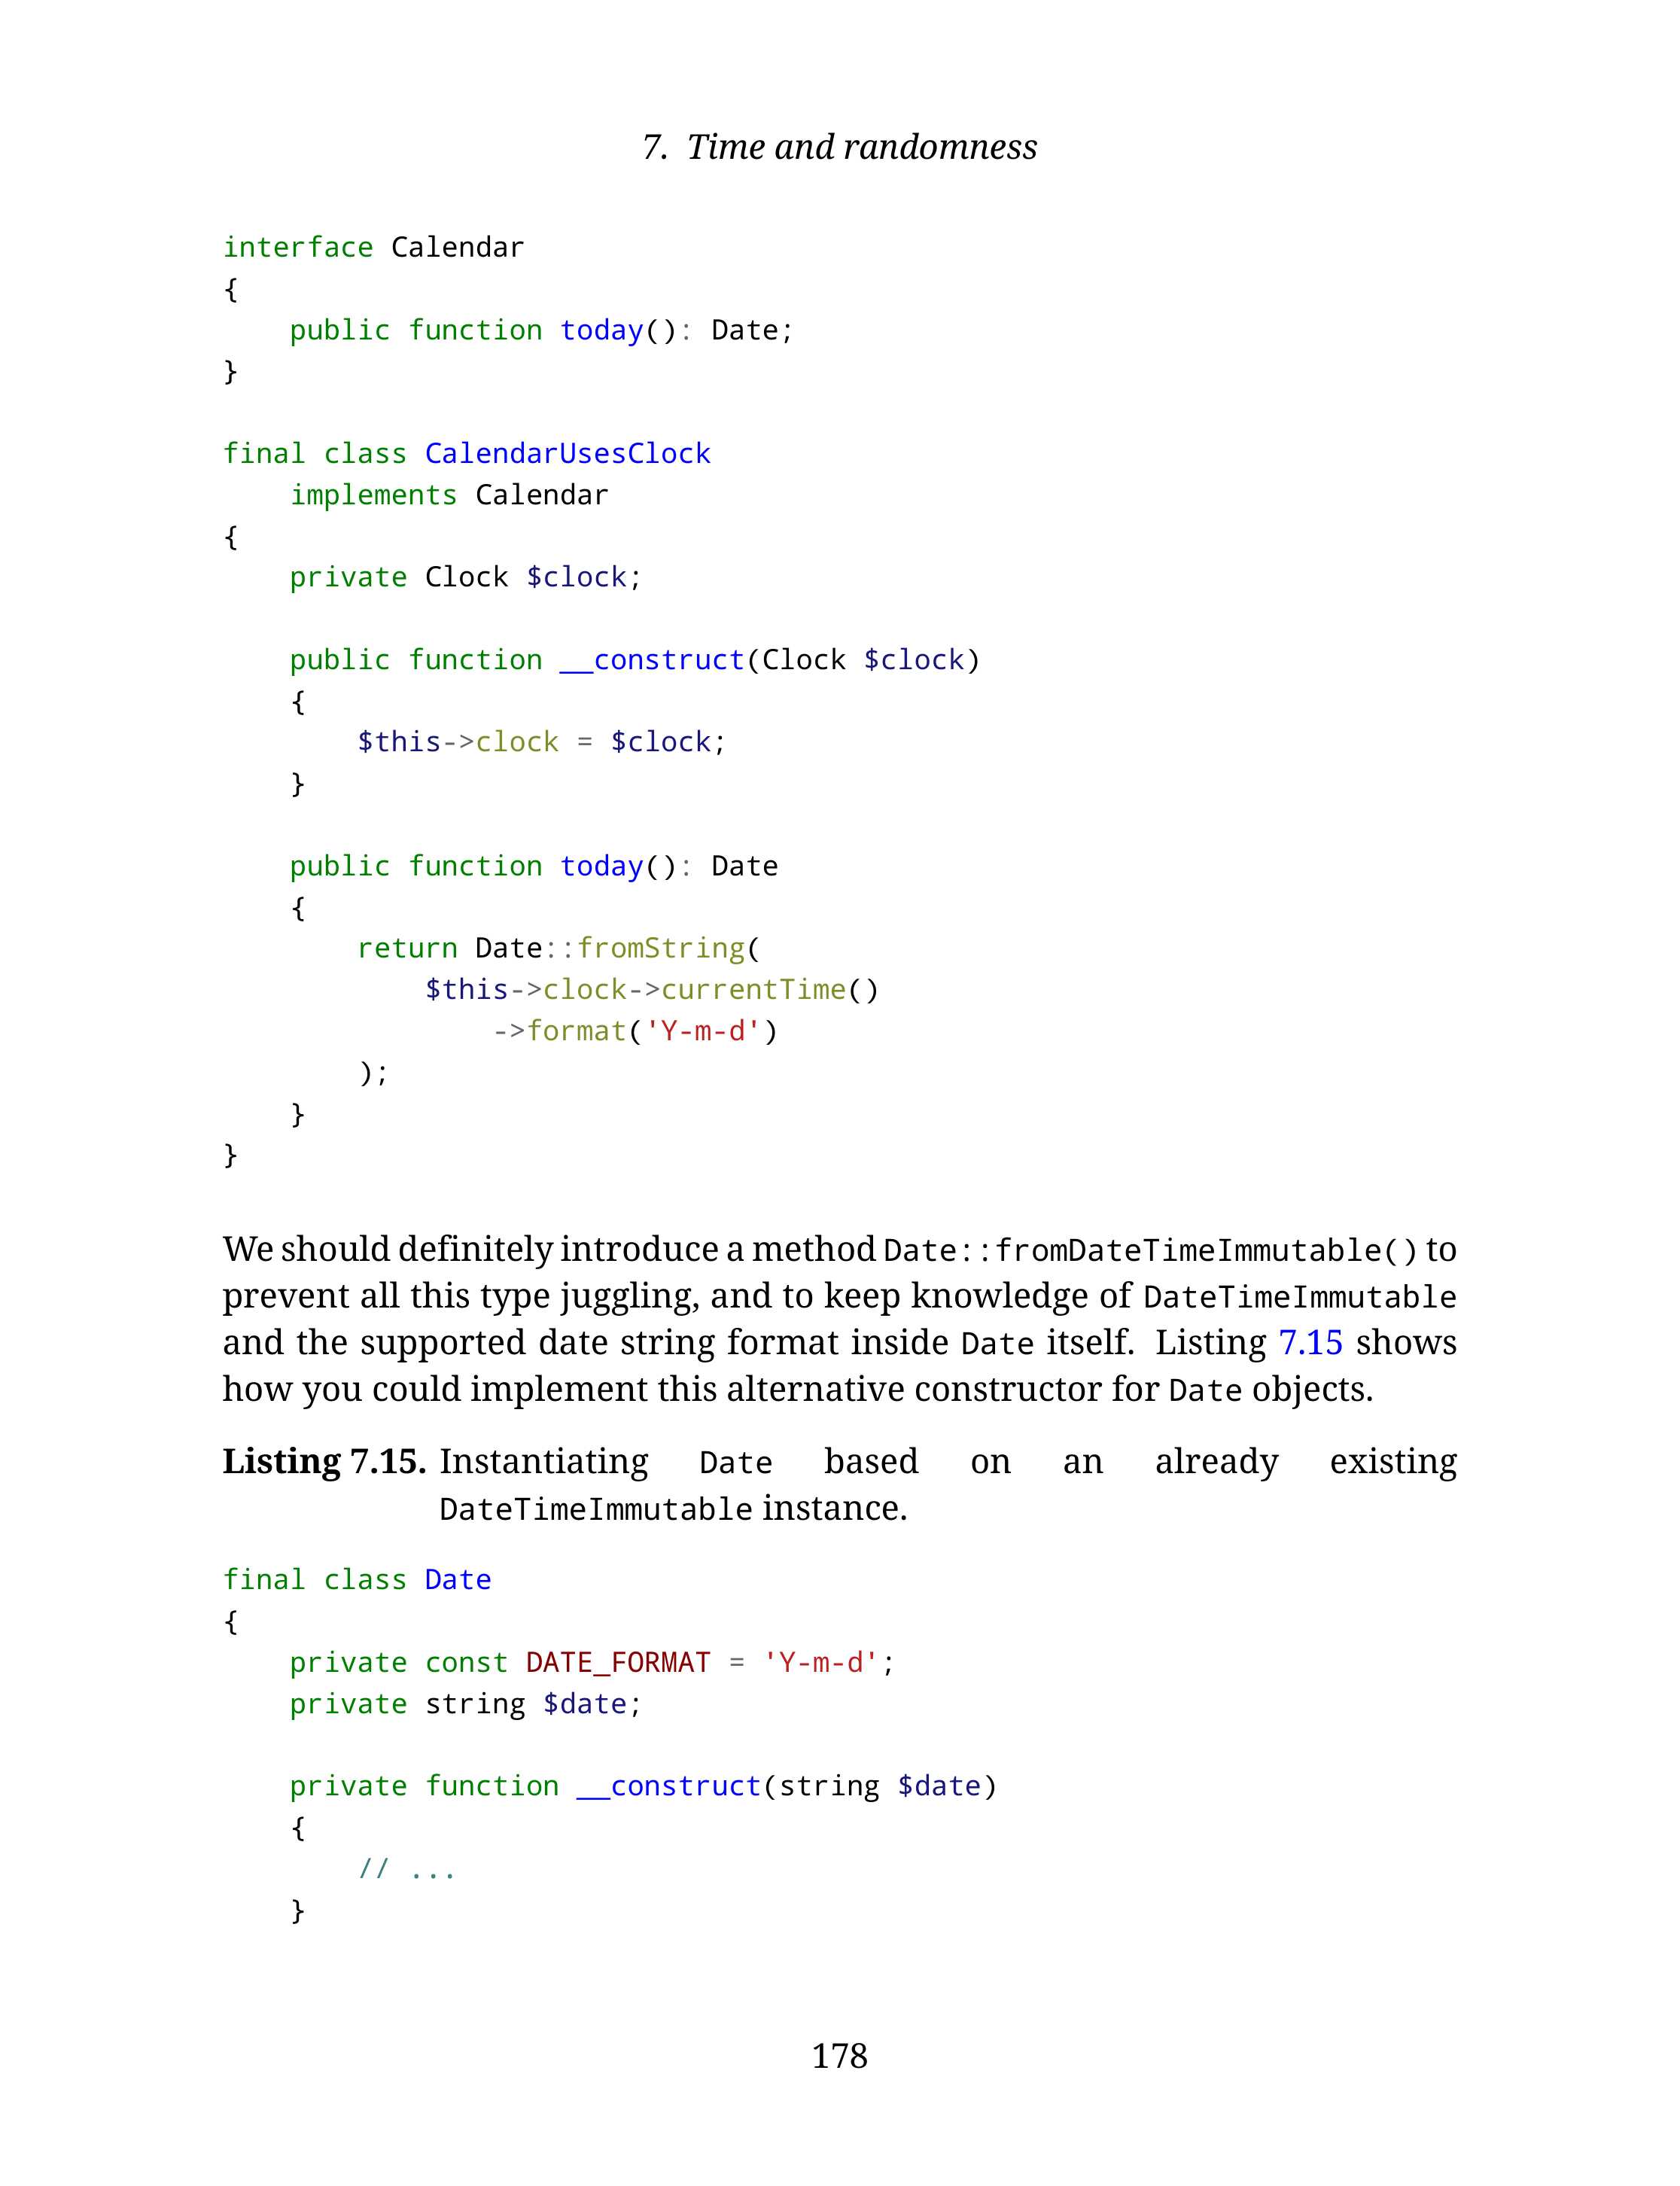 7. Time and randomness
interface Calendar
{
    public function today(): Date;
}
final class CalendarUsesClock
    implements Calendar
{
    private Clock $clock;
    public function __construct(Clock $clock)
    {
        $this->clock = $clock;
    }
    public function today(): Date
    {
        return Date::fromString(
            $this->clock->currentTime()
                ->format('Y-m-d')
        );
    }
}
We should definitely introduce a method Date::fromDateTimeImmutable() to
prevent all this type juggling, and to keep knowledge of DateTimeImmutable
and the supported date string format inside Date itself. Listing 7.15 shows
how you could implement this alternative constructor for Date objects.
Listing 7.15. Instantiating Date based on an already existing
DateTimeImmutable instance.
final class Date
{
    private const DATE_FORMAT = 'Y-m-d';
    private string $date;
    private function __construct(string $date)
    {
        // ...
    }
178